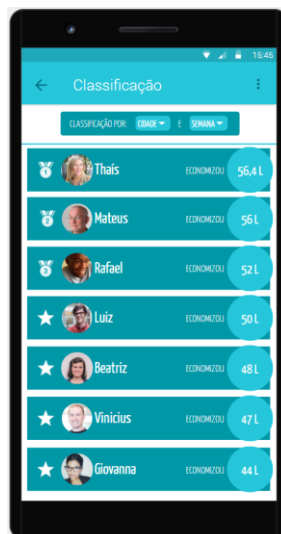 15:45
Classificação
CLASSIFICAÇÃO POR: CIDADE E SEMANA
1 Thaís ECONOMIZOU 56,4 L
2 Mateus ECONOMIZOU 56 L
3 Rafael ECONOMIZOU 52 L
Luiz ECONOMIZOU 50 L
Beatriz ECONOMIZOU 48 L
Vinicius ECONOMIZOU 47 L
Giovanna ECONOMIZOU 44 L